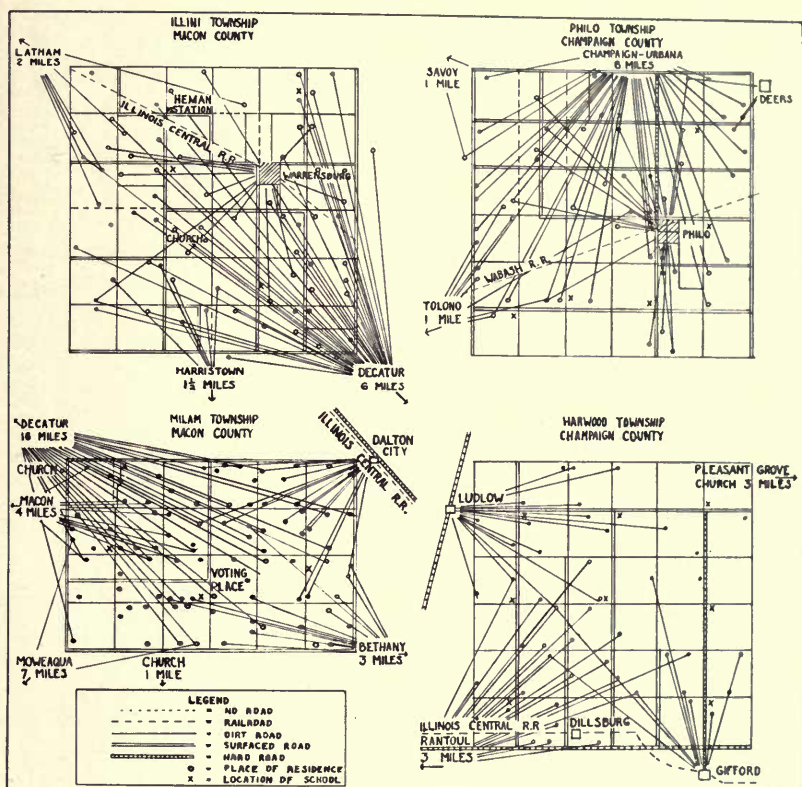 ILLINI TOWNSHIP
MACON COUNTY
LATHAM
2 MILES
HEMAN
STATION
ILLINOIS CENTRAL R.R.
WARRENSBURG
CHURCH
HARRISTOWN
1½ MILES
DECATUR
6 MILES
PHILO TOWNSHIP
CHAMPAIGN COUNTY
CHAMPAIGN-URBANA
6 MILES
SAVOY
1 MILE
DEERS
PHILO
WABASH R.R.
TOLONO
1 MILE
MILAM TOWNSHIP
MACON COUNTY
DECATUR
16 MILES
ILLINOIS CENTRAL R.R.
DALTON
CITY
CHURCH
MACON
4 MILES
VOTING
PLACE
MOWEAQUA
7 MILES
CHURCH
1 MILE
BETHANY
3 MILES
HARWOOD TOWNSHIP
CHAMPAIGN COUNTY
PLEASANT GROVE
CHURCH 3 MILES
LUDLOW
ILLINOIS CENTRAL R.R
DILLSBURG
RANTOUL
3 MILES
GIFFORD
LEGEND
= NO ROAD
= RAILROAD
= DIRT ROAD
= SURFACED ROAD
= HARD ROAD
o = PLACE OF RESIDENCE
x = LOCATION OF SCHOOL